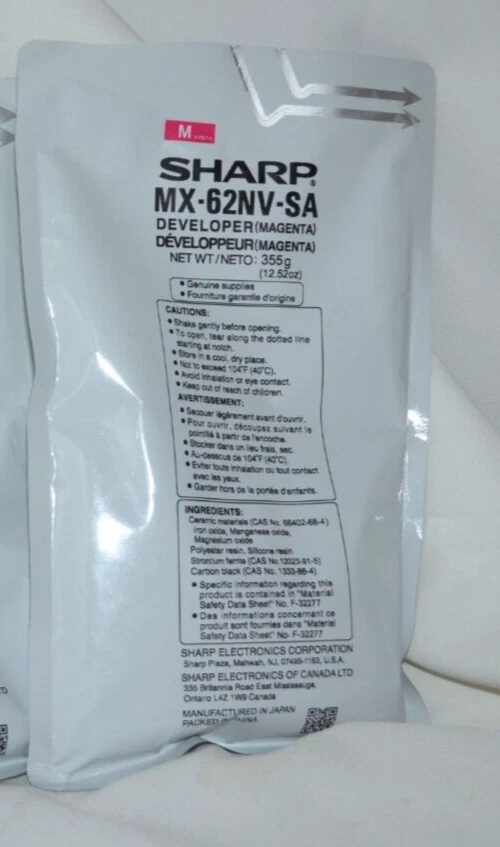 M
SHARP®
MX-62NV-SA
DEVELOPER(MAGENTA)
DÉVELOPPEUR(MAGENTA)
NET WT/NETO: 355g
(12.52oz)
• Genuine supplies
• Fourniture garantie d'origine
CAUTIONS:
• Shake gently before opening.
• To open, tear along the dotted line
starting at notch.
• Store in a cool, dry place.
• Not to exceed 104°F (40°C).
• Avoid inhalation or eye contact.
• Keep out of reach of children.
AVERTISSEMENT:
• Secouer légèrement avant d'ouvrir.
• Pour ouvrir, découpez suivant le
pointillé à partir de l'encoche.
• Stocker dans un lieu frais, sec.
• Au-dessous de 104°F (40°C).
• Eviter toute inhalation ou tout contact
avec les yeux.
• Garder hors de la portée d'enfants.
INGREDIENTS:
Ceramic materials (CAS No. 66402-68-4)
Iron oxide, Manganese oxide,
Magnesium oxide
Polyester resin, Silicone resin
Strontium ferrite (CAS No.12023-91-5)
Carbon black (CAS No. 1333-86-4)
• Specific information regarding this
product is contained in "Material
Safety Data Sheet" No. F-32277
• Des informations concernant ce
produit sont fournies dans "Material
Safety Data Sheet" No. F-32277
SHARP ELECTRONICS CORPORATION
Sharp Plaza, Mahwah, NJ, 07495-1163, U.S.A.
SHARP ELECTRONICS OF CANADA LTD
335 Britannia Road East Mississauga,
Ontario L4Z 1W9 Canada
MANUFACTURED IN JAPAN
PACKED IN CHINA